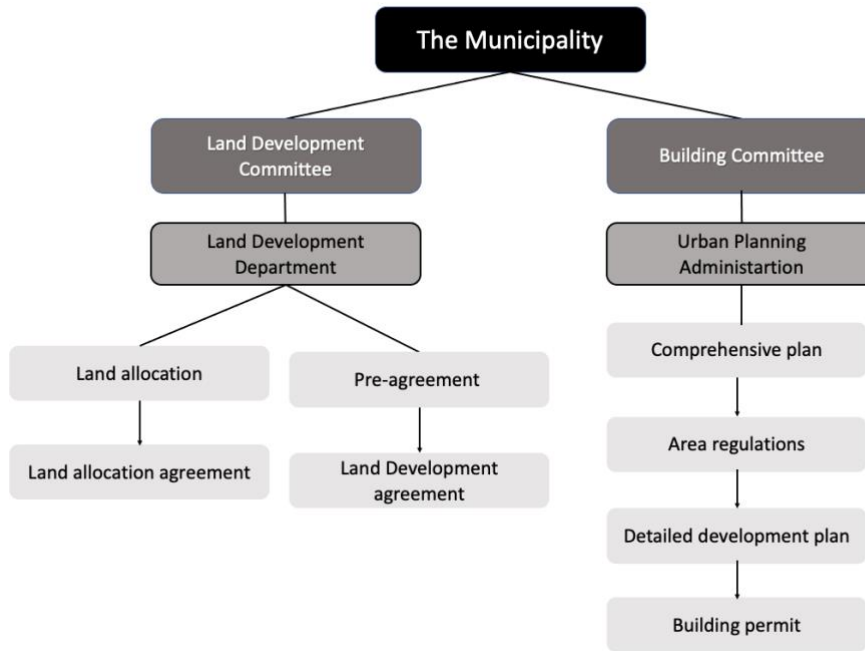 The Municipality
Land Development
Committee
Building Committee
Land Development
Department
Urban Planning
Administartion
Land allocation
Pre-agreement
Comprehensive plan
Land allocation agreement
Land Development
agreement
Area regulations
Detailed development plan
Building permit